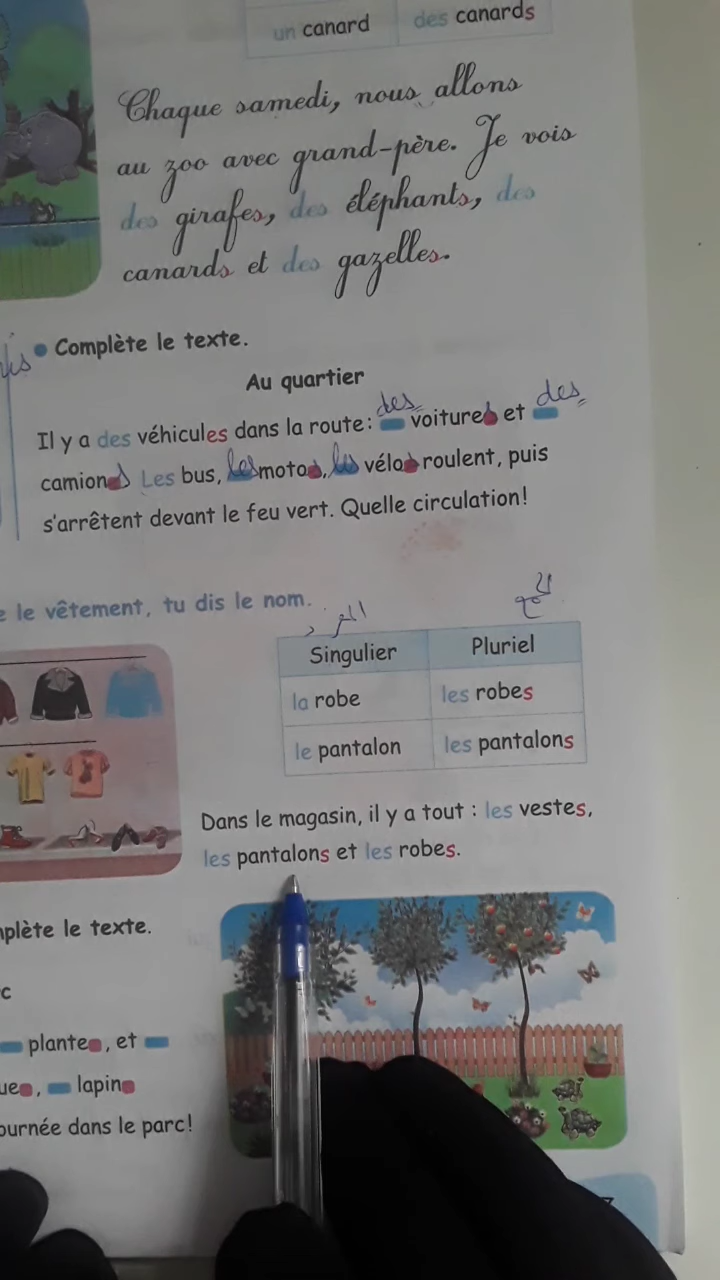 un canard des canards
Chaque samedi, nous allons
au zoo avec grand-père. Je vois
des girafes, des éléphants, des
canards et des gazelles.
Complète le texte.
Au quartier
des des
Il y a des véhicules dans la route: voiture et
camions Les bus, les moto, les vélo roulent, puis
s'arrêtent devant le feu vert. Quelle circulation!
e le vêtement, tu dis le nom.
Singulier Pluriel
la robe les robes
le pantalon les pantalons
Dans le magasin, il y a tout : les vestes,
les pantalons et les robes.
nplète le texte.
c
plante , et
ue , lapin
ournée dans le parc!